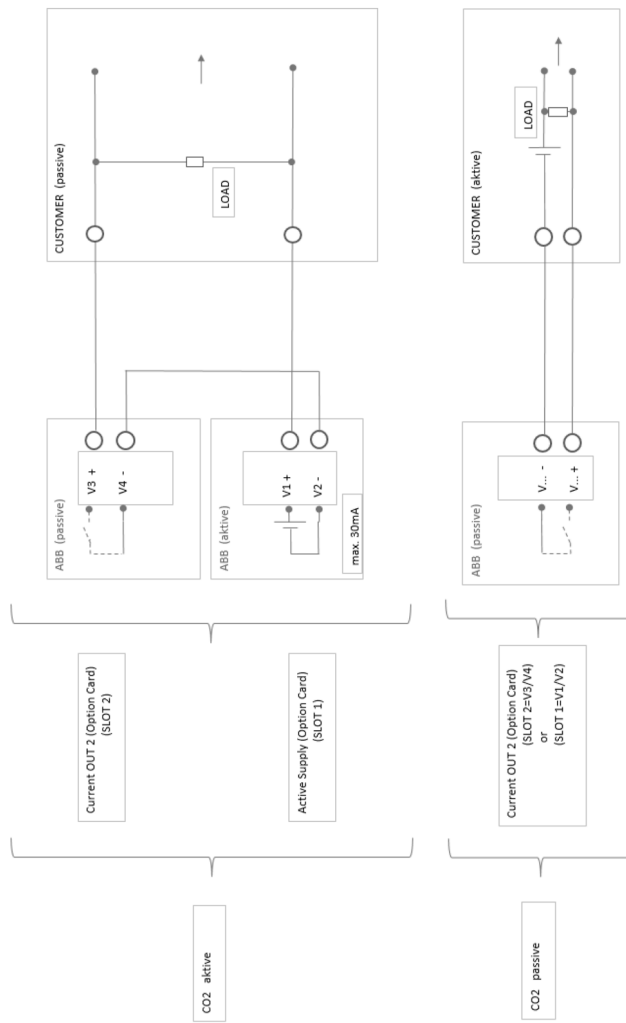 CO2 aktive
Current OUT 2 (Option Card)
(SLOT 2)
Active Supply (Option Card)
(SLOT 1)
ABB (passive)
V3 +
V4 -
ABB (aktive)
V1 +
V2 -
max. 30mA
CUSTOMER (passive)
LOAD
CO2 passive
Current OUT 2 (Option Card)
(SLOT 2=V3/V4)
or
(SLOT 1=V1/V2)
ABB (passive)
V... -
V... +
CUSTOMER (aktive)
LOAD